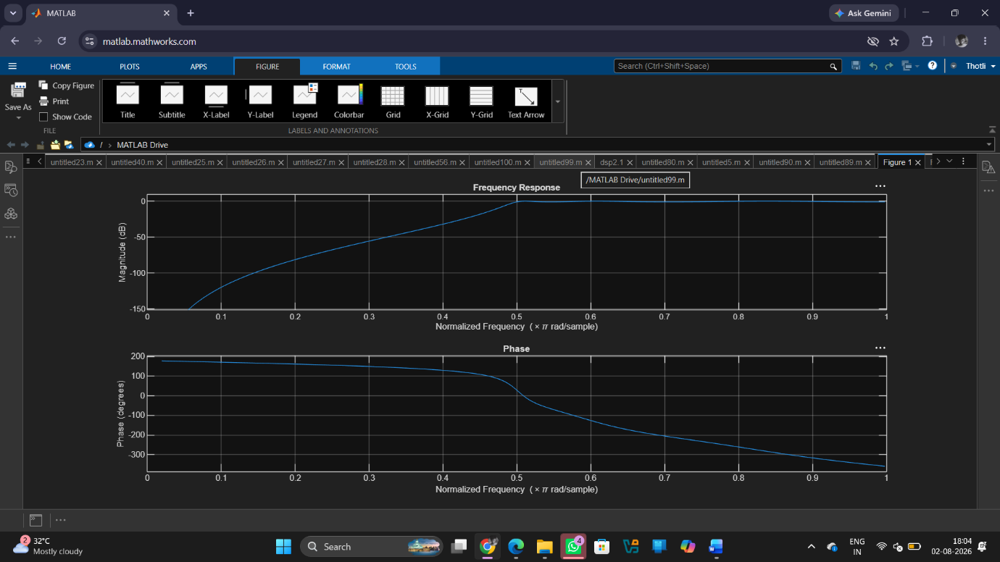 MATLAB
Ask Gemini
matlab.mathworks.com
HOME PLOTS APPS FIGURE FORMAT TOOLS
Search (Ctrl+Shift+Space)
Thotli
Save As
Copy Figure
Print
Show Code
FILE
Title Subtitle X-Label Y-Label Legend Colorbar Grid X-Grid Y-Grid Text Arrow
LABELS AND ANNOTATIONS
/ > MATLAB Drive
untitled23.m untitled40.m untitled25.m untitled26.m untitled27.m untitled28.m untitled56.m untitled100.m untitled99.m dsp2.1 untitled80.m untitled5.m untitled90.m untitled89.m Figure 1
/MATLAB Drive/untitled99.m
Frequency Response
Magnitude (dB)
0
-50
-100
-150
0 0.1 0.2 0.3 0.4 0.5 0.6 0.7 0.8 0.9 1
Normalized Frequency (× π rad/sample)
Phase
Phase (degrees)
200
100
0
-100
-200
-300
0 0.1 0.2 0.3 0.4 0.5 0.6 0.7 0.8 0.9 1
Normalized Frequency (× π rad/sample)
2
32°C
Mostly cloudy
Search
4
ENG
IN
18:04
02-08-2026